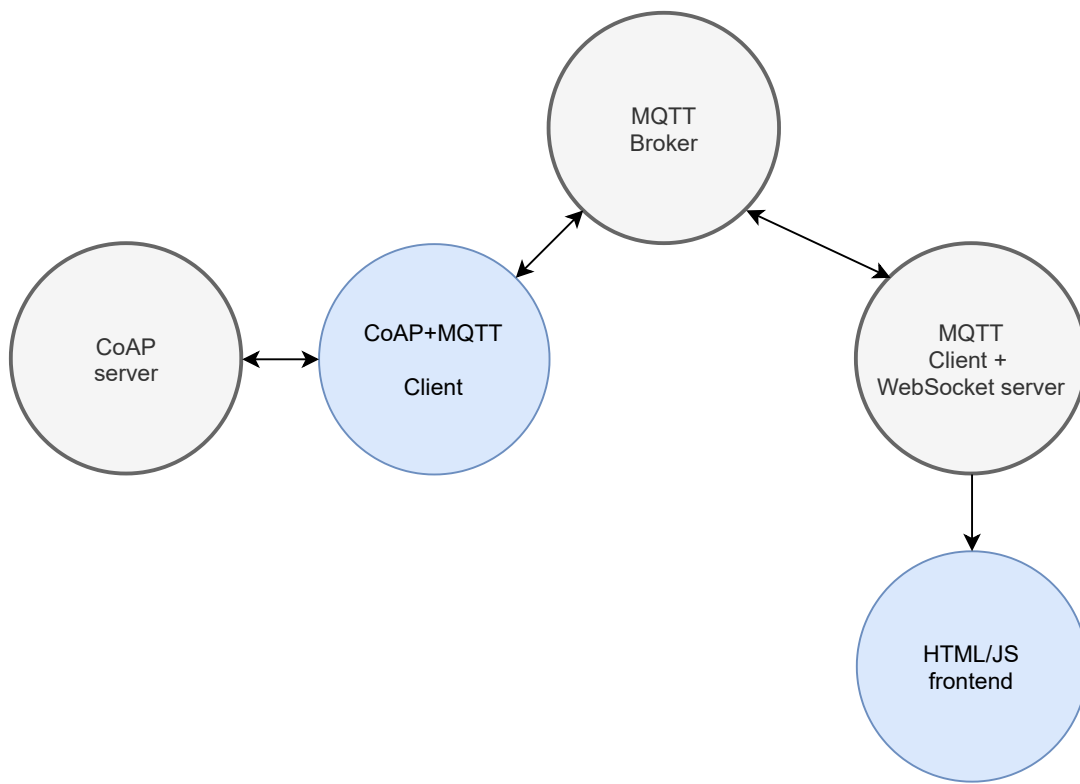 MQTT
Broker
CoAP
server
CoAP+MQTT
Client
MQTT
Client +
WebSocket server
HTML/JS
frontend